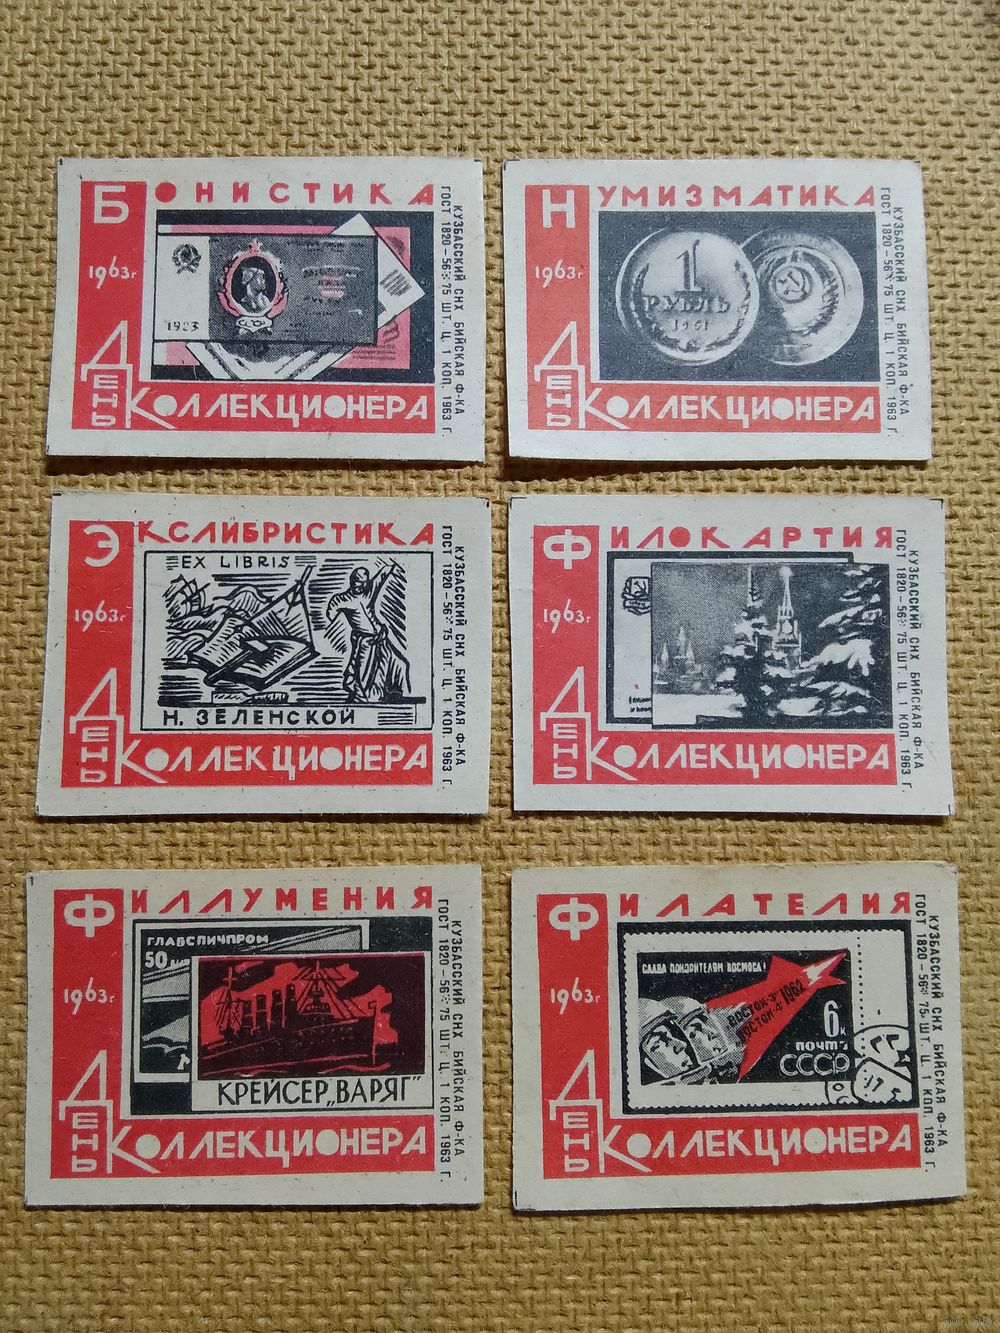 БОНИСТИКА
1963г
1923
ДЕНЬ КОЛЛЕКЦИОНЕРА
КУЗБАССКИЙ СНХ БИЙСКАЯ Ф-КА
ГОСТ 1820-56 75 ШТ. Ц. 1 КОП. 1963 Г.
НУМИЗМАТИКА
1963г
1
РУБЛЬ
1961
ДЕНЬ КОЛЛЕКЦИОНЕРА
КУЗБАССКИЙ СНХ БИЙСКАЯ Ф-КА
ГОСТ 1820-56 75 ШТ. Ц. 1 КОП. 1963 Г.
ЭКСЛИБРИСТИКА
1963г
EX LIBRIS
Н. ЗЕЛЕНСКОЙ
ДЕНЬ КОЛЛЕКЦИОНЕРА
КУЗБАССКИЙ СНХ БИЙСКАЯ Ф-КА
ГОСТ 1820-56 75 ШТ. Ц. 1 КОП. 1963 Г.
ФИЛОКАРТИЯ
1963г
ДЕНЬ КОЛЛЕКЦИОНЕРА
КУЗБАССКИЙ СНХ БИЙСКАЯ Ф-КА
ГОСТ 1820-56 75 ШТ. Ц. 1 КОП. 1963 Г.
ФИЛЛУМЕНИЯ
1963г
ГЛАВСПИЧПРОМ
50
КРЕЙСЕР „ВАРЯГ"
ДЕНЬ КОЛЛЕКЦИОНЕРА
КУЗБАССКИЙ СНХ БИЙСКАЯ Ф-КА
ГОСТ 1820-56 75 ШТ. Ц. 1 КОП. 1963 Г.
ФИЛАТЕЛИЯ
1963г
СЛАВА ПОКОРИТЕЛЯМ КОСМОСА!
„ВОСТОК-3"
„ВОСТОК-4" 1962
6к
ПОЧТА
СССР
ДЕНЬ КОЛЛЕКЦИОНЕРА
КУЗБАССКИЙ СНХ БИЙСКАЯ Ф-КА
ГОСТ 1820-56 75 ШТ. Ц. 1 КОП. 1963 Г.